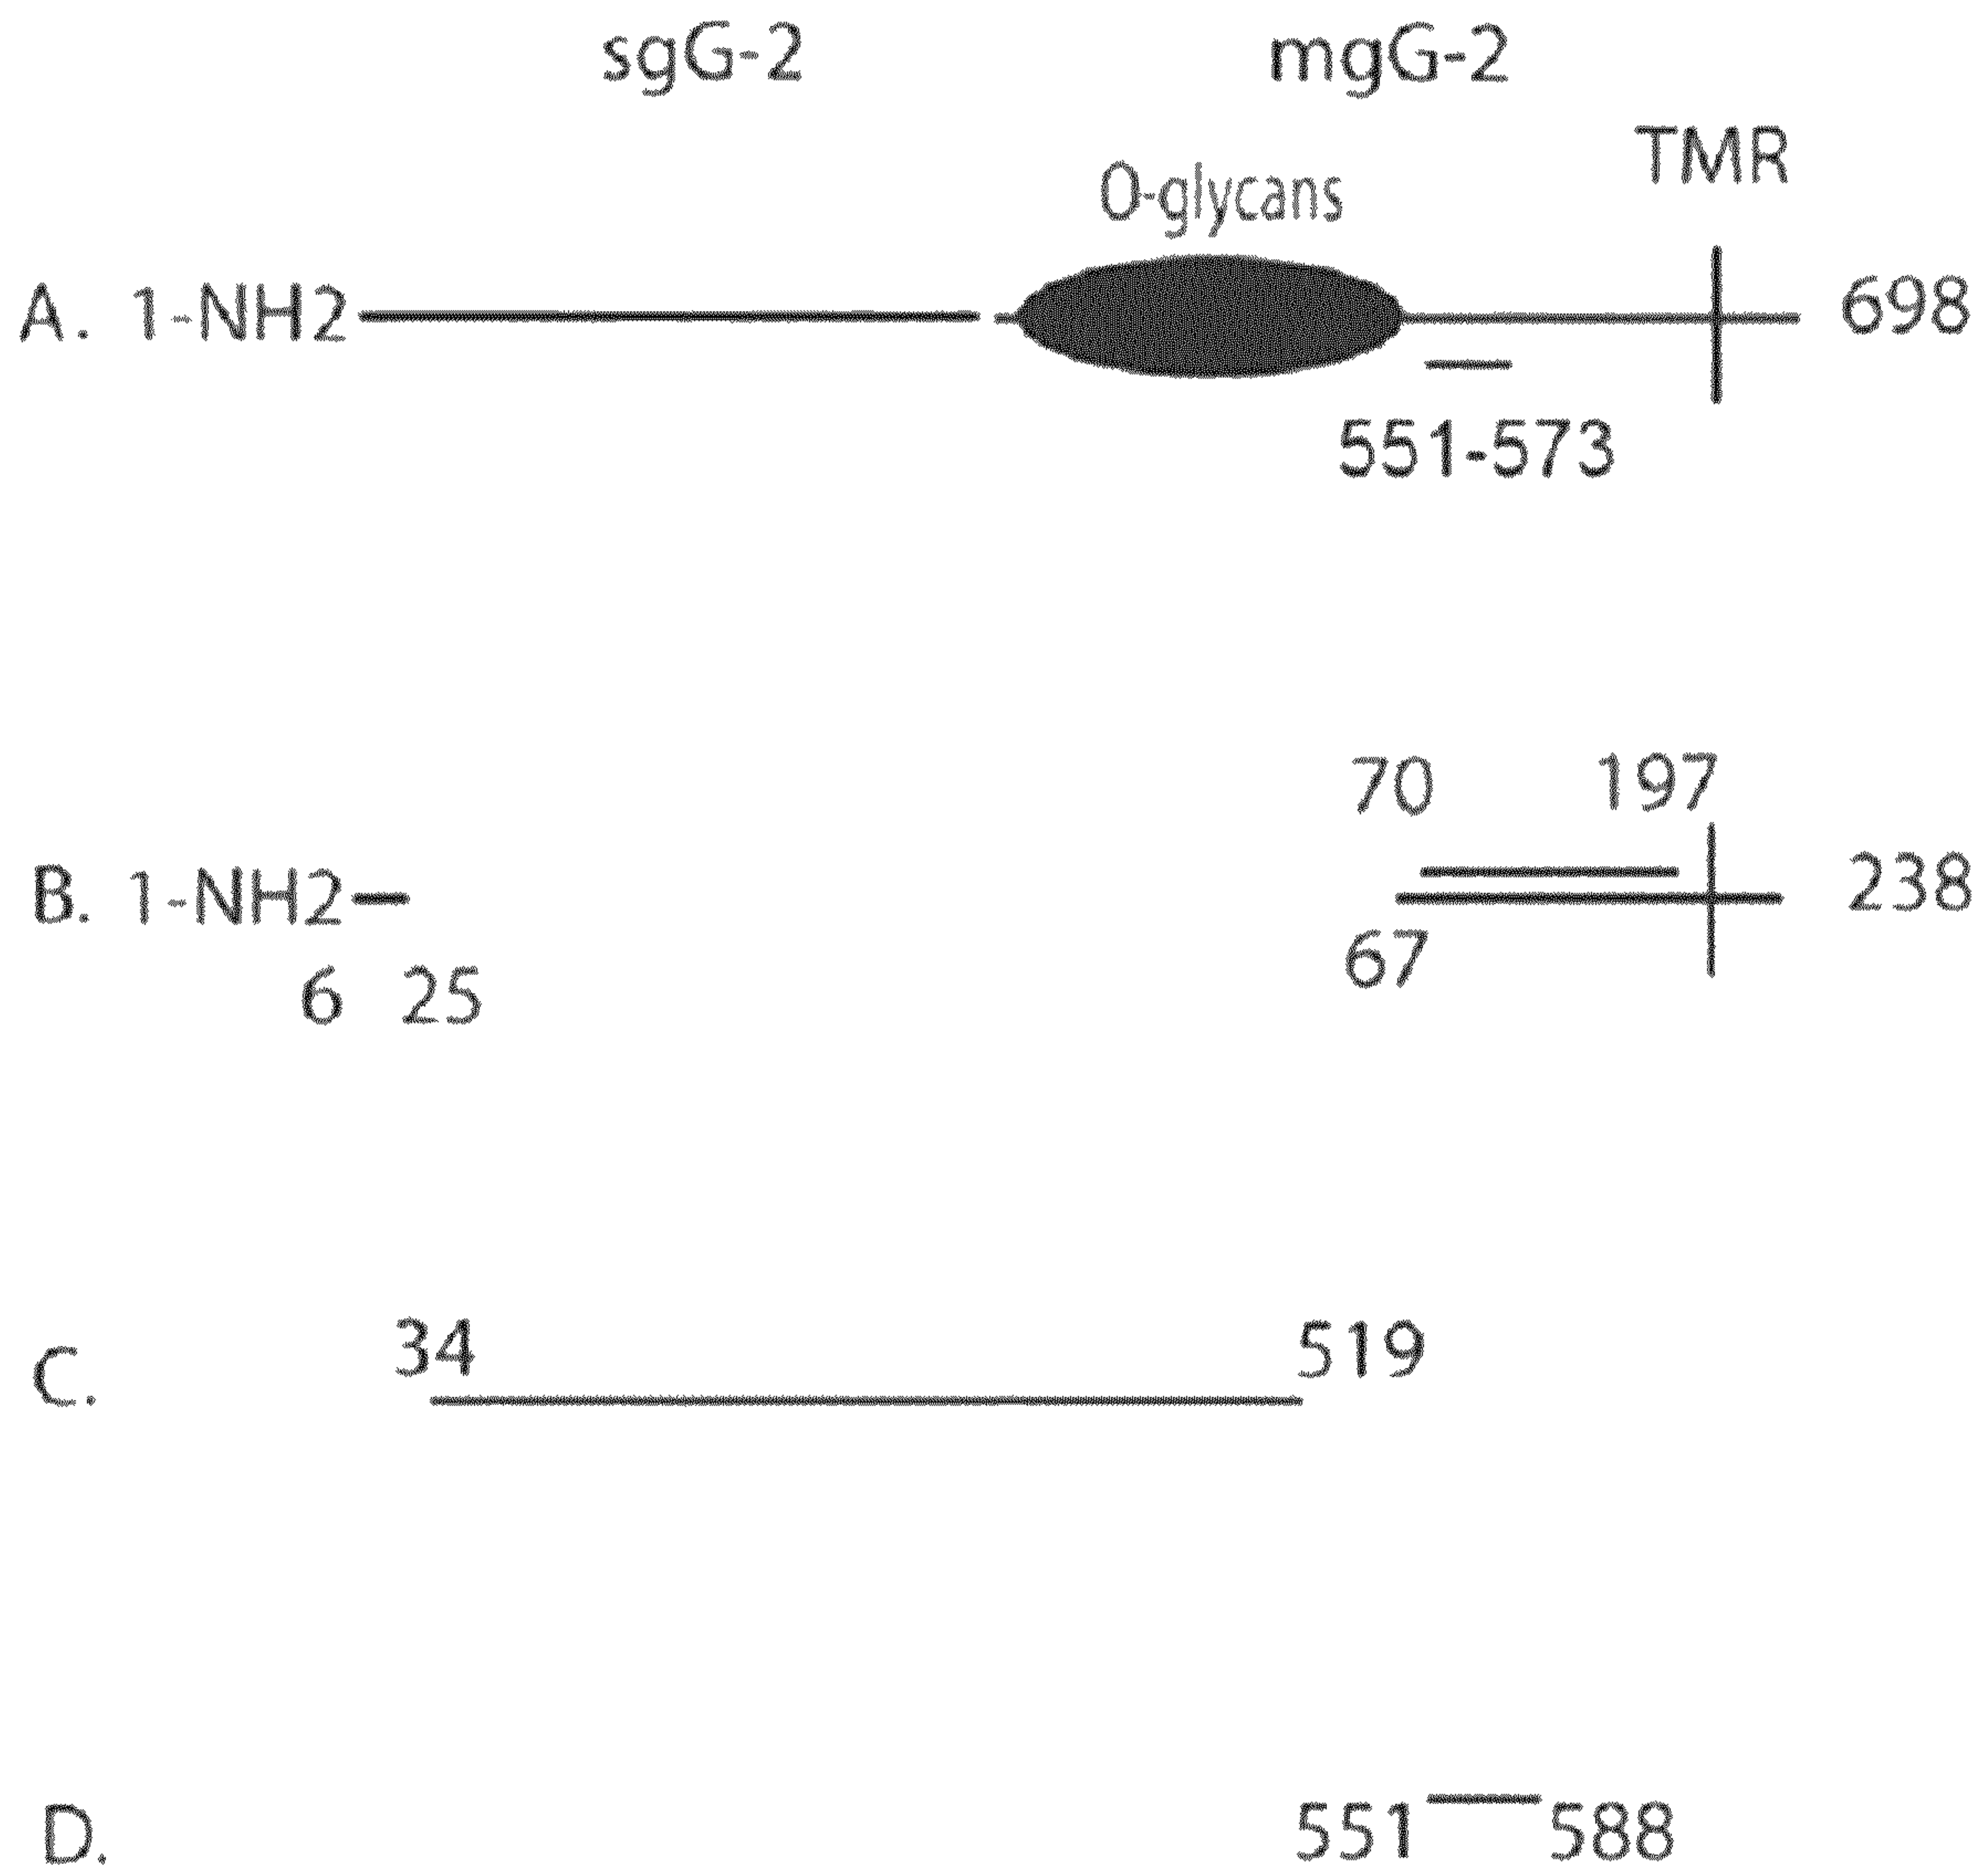 sgG-2 mgG-2
TMR
O-glycans
A. 1-NH2 698
551-573
70 197
B. 1-NH2 238
67
6 25
34 519
C.
D. 551 588